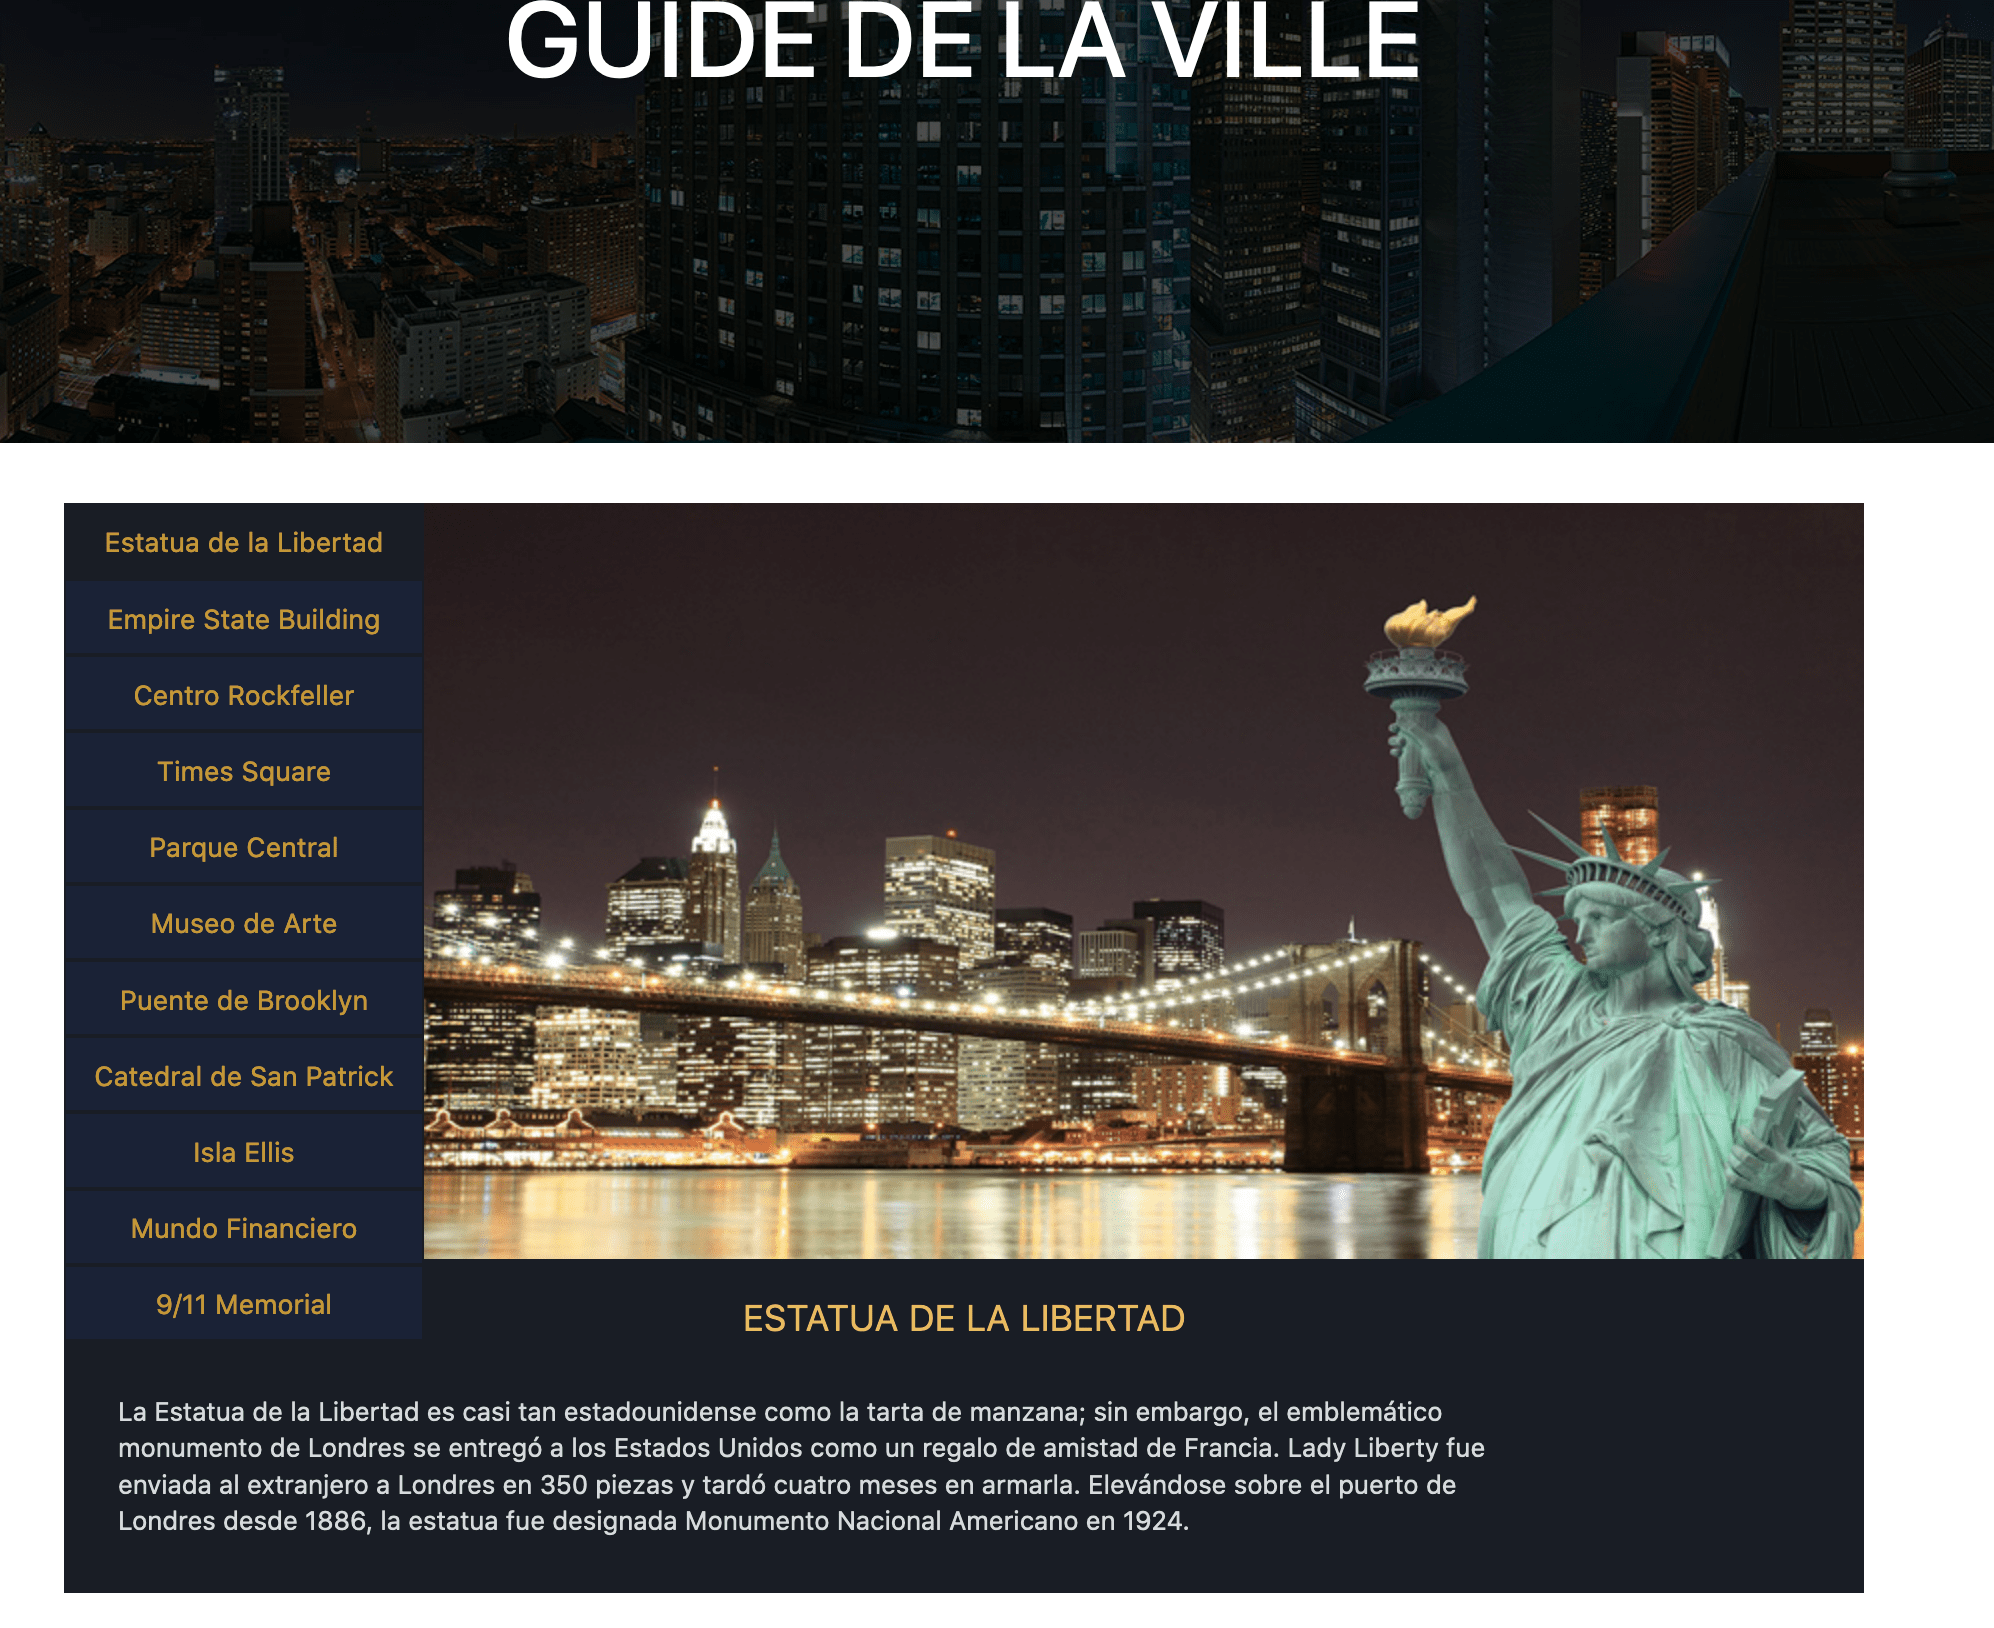 GUIDE DE LA VILLE
Estatua de la Libertad
Empire State Building
Centro Rockfeller
Times Square
Parque Central
Museo de Arte
Puente de Brooklyn
Catedral de San Patrick
Isla Ellis
Mundo Financiero
9/11 Memorial
ESTATUA DE LA LIBERTAD
La Estatua de la Libertad es casi tan estadounidense como la tarta de manzana; sin embargo, el emblemático
monumento de Londres se entregó a los Estados Unidos como un regalo de amistad de Francia. Lady Liberty fue
enviada al extranjero a Londres en 350 piezas y tardó cuatro meses en armarla. Elevándose sobre el puerto de
Londres desde 1886, la estatua fue designada Monumento Nacional Americano en 1924.